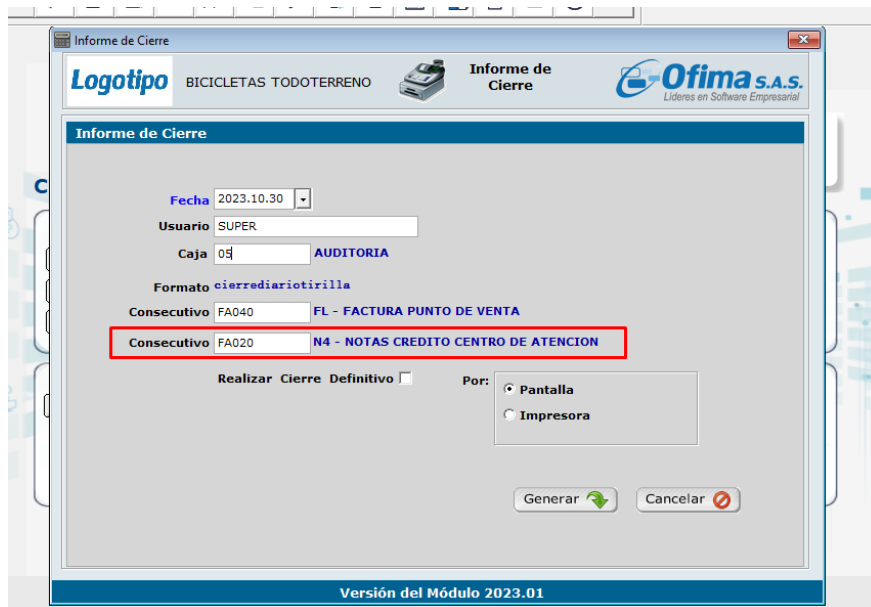 Informe de Cierre
Logotipo BICICLETAS TODOTERRENO Informe de Cierre Ofima S.A.S.
Lideres en Software Empresarial
Informe de Cierre
C
Fecha 2023.10.30
Usuario SUPER
Caja 05 AUDITORIA
Formato cierrediariotirilla
Consecutivo FA040 FL - FACTURA PUNTO DE VENTA
Consecutivo FA020 N4 - NOTAS CREDITO CENTRO DE ATENCION
Realizar Cierre Definitivo Por: Pantalla
Impresora
Generar Cancelar
Versión del Módulo 2023.01